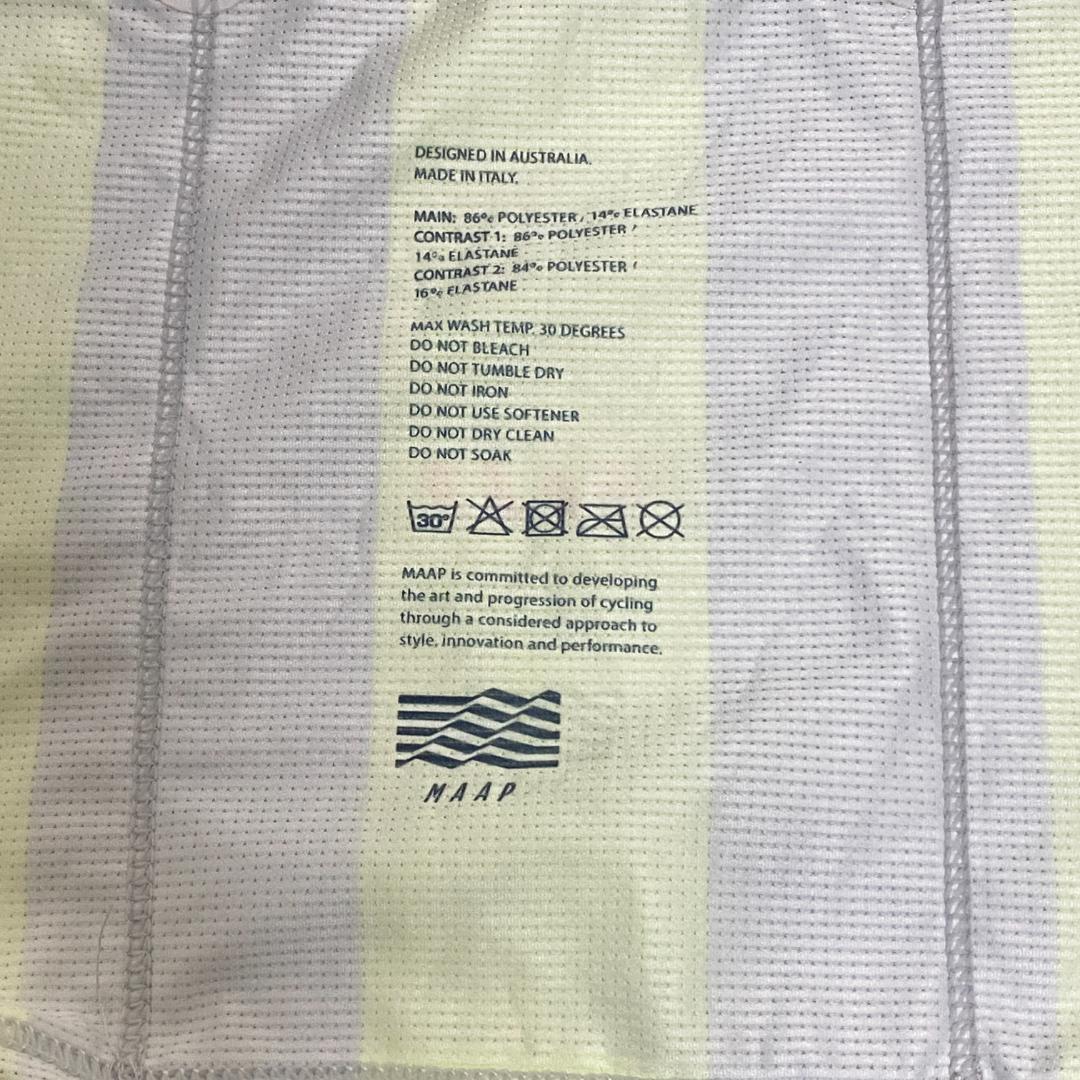 DESIGNED IN AUSTRALIA.
MADE IN ITALY.
MAIN: 86% POLYESTER, 14% ELASTANE
CONTRAST 1: 86% POLYESTER,
14% ELASTANE
CONTRAST 2: 84% POLYESTER,
16% ELASTANE
MAX WASH TEMP. 30 DEGREES
DO NOT BLEACH
DO NOT TUMBLE DRY
DO NOT IRON
DO NOT USE SOFTENER
DO NOT DRY CLEAN
DO NOT SOAK
30°
MAAP is committed to developing
the art and progression of cycling
through a considered approach to
style, innovation and performance.
MAAP